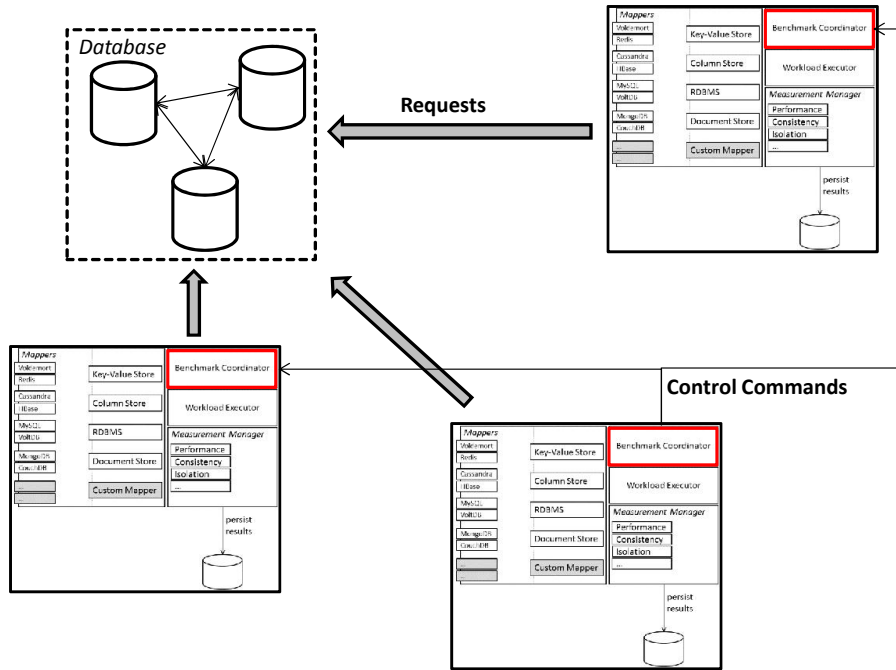 Database
Requests
Control Commands
Mappers
Voldemort
Redis
Cassandra
HBase
MySQL
VoltDB
MongoDB
CouchDB
...
...
Key-Value Store
Column Store
RDBMS
Document Store
Custom Mapper
Benchmark Coordinator
Workload Executor
Measurement Manager
Performance
Consistency
Isolation
...
persist
results
Mappers
Voldemort
Redis
Cassandra
HBase
MySQL
VoltDB
MongoDB
CouchDB
...
...
Key-Value Store
Column Store
RDBMS
Document Store
Custom Mapper
Benchmark Coordinator
Workload Executor
Measurement Manager
Performance
Consistency
Isolation
...
persist
results
Mappers
Voldemort
Redis
Cassandra
HBase
MySQL
VoltDB
MongoDB
CouchDB
...
...
Key-Value Store
Column Store
RDBMS
Document Store
Custom Mapper
Benchmark Coordinator
Workload Executor
Measurement Manager
Performance
Consistency
Isolation
...
persist
results